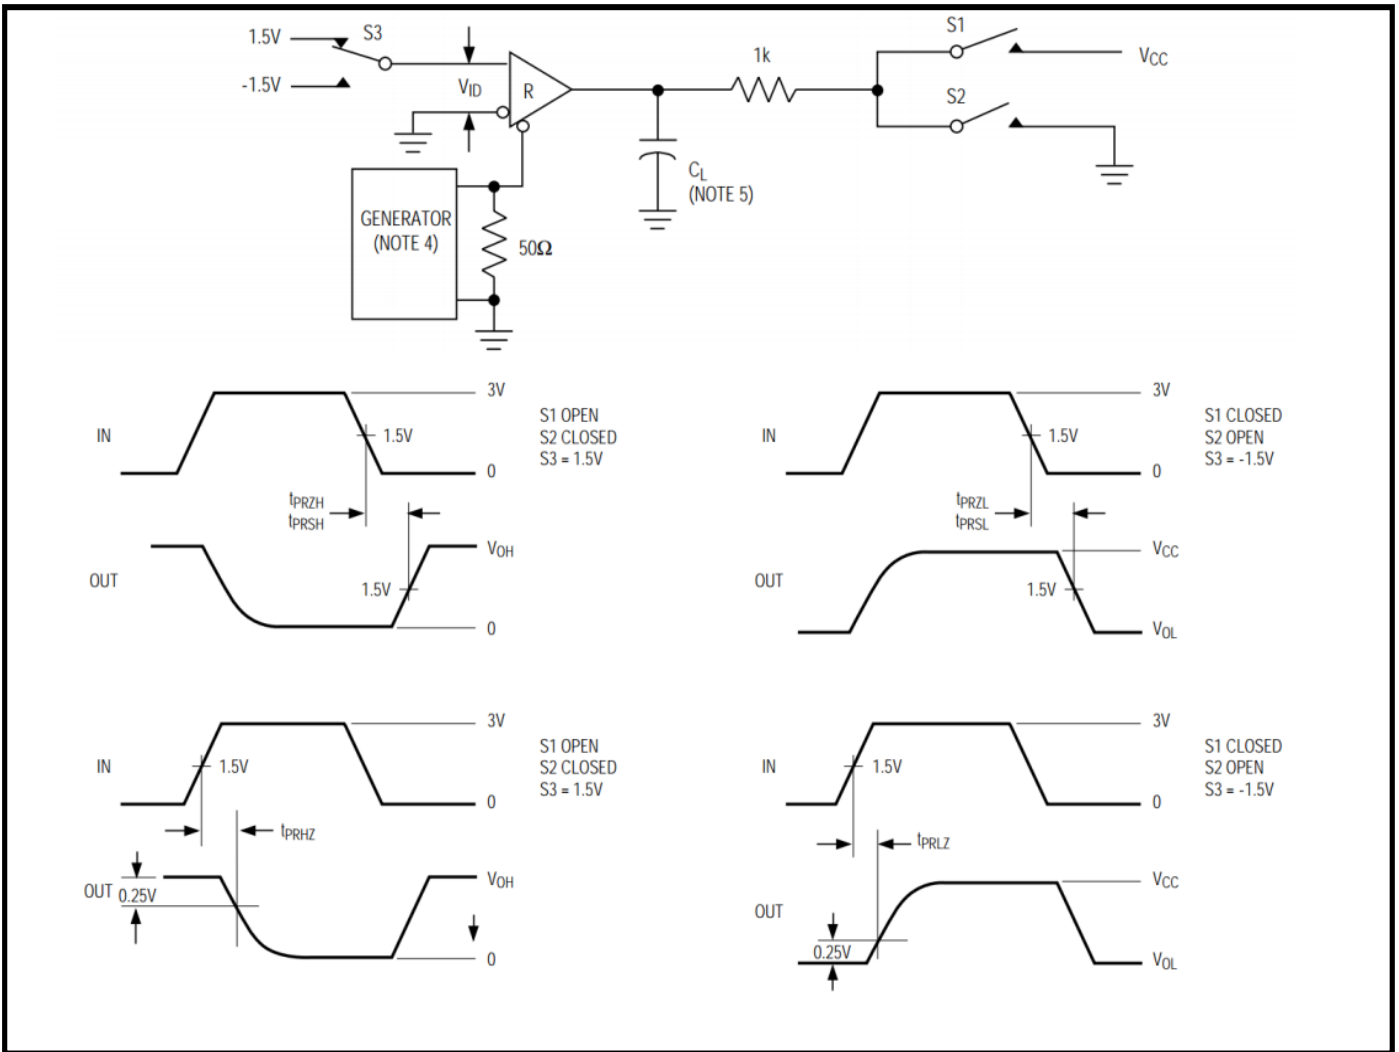 1.5V
S3
-1.5V
VID
R
1k
S1
VCC
S2
CL
(NOTE 5)
GENERATOR
(NOTE 4)
50Ω
IN
3V
1.5V
0
S1 OPEN
S2 CLOSED
S3 = 1.5V
tPRZH
tPRSH
OUT
VOH
1.5V
0
IN
3V
1.5V
0
S1 CLOSED
S2 OPEN
S3 = -1.5V
tPRZL
tPRSL
OUT
VCC
1.5V
VOL
IN
3V
1.5V
0
S1 OPEN
S2 CLOSED
S3 = 1.5V
tPRHZ
OUT
0.25V
VOH
0
IN
3V
1.5V
0
S1 CLOSED
S2 OPEN
S3 = -1.5V
tPRLZ
OUT
VCC
0.25V
VOL